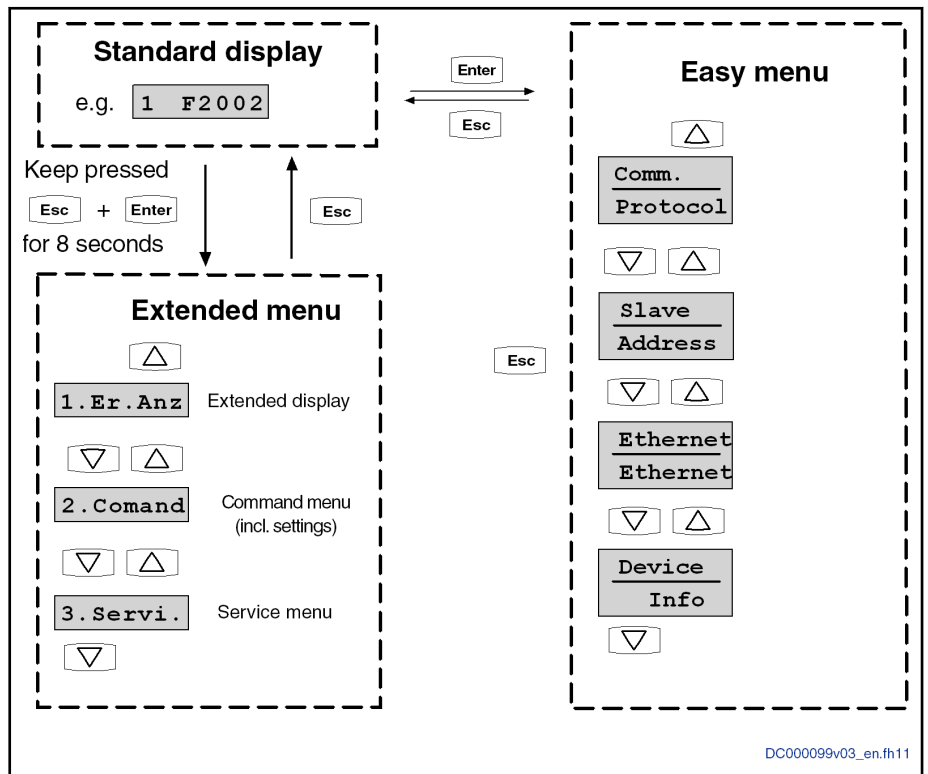 Standard display
e.g. 1 F2002
Enter
Esc
Keep pressed
Esc + Enter
for 8 seconds
Esc
Extended menu
1.Er.Anz Extended display
2.Comand Command menu
(incl. settings)
3.Servi. Service menu
Esc
Easy menu
Comm.
Protocol
Slave
Address
Ethernet
Ethernet
Device
Info
DC000099v03_en.fh11